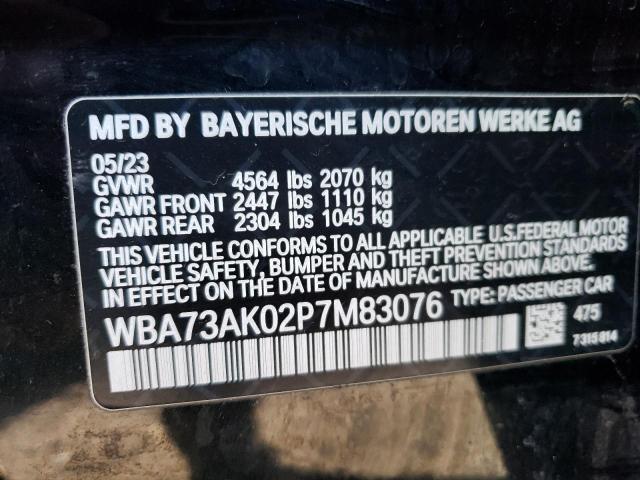 MFD BY BAYERISCHE MOTOREN WERKE AG
05/23
GVWR 4564 lbs 2070 kg
GAWR FRONT 2447 lbs 1110 kg
GAWR REAR 2304 lbs 1045 kg
THIS VEHICLE CONFORMS TO ALL APPLICABLE U.S.FEDERAL MOTOR
VEHICLE SAFETY, BUMPER AND THEFT PREVENTION STANDARDS
IN EFFECT ON THE DATE OF MANUFACTURE SHOWN ABOVE.
WBA73AK02P7M83076 TYPE: PASSENGER CAR
475
7315814